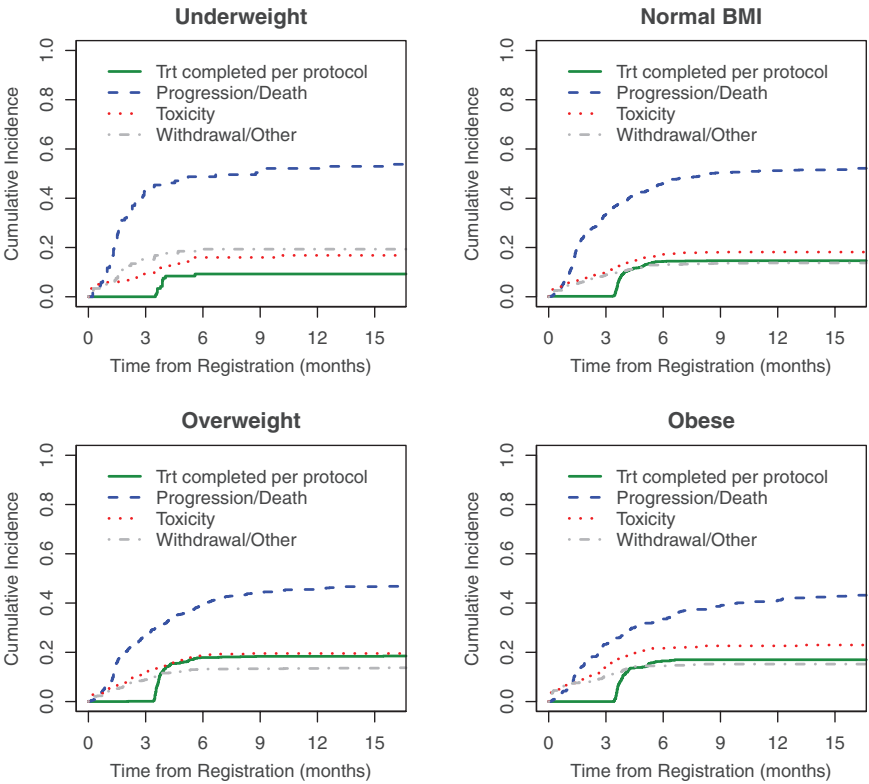 Underweight
Cumulative Incidence
0.0 0.2 0.4 0.6 0.8 1.0
Trt completed per protocol
Progression/Death
Toxicity
Withdrawal/Other
0 3 6 9 12 15
Time from Registration (months)
Normal BMI
Cumulative Incidence
0.0 0.2 0.4 0.6 0.8 1.0
Trt completed per protocol
Progression/Death
Toxicity
Withdrawal/Other
0 3 6 9 12 15
Time from Registration (months)
Overweight
Cumulative Incidence
0.0 0.2 0.4 0.6 0.8 1.0
Trt completed per protocol
Progression/Death
Toxicity
Withdrawal/Other
0 3 6 9 12 15
Time from Registration (months)
Obese
Cumulative Incidence
0.0 0.2 0.4 0.6 0.8 1.0
Trt completed per protocol
Progression/Death
Toxicity
Withdrawal/Other
0 3 6 9 12 15
Time from Registration (months)